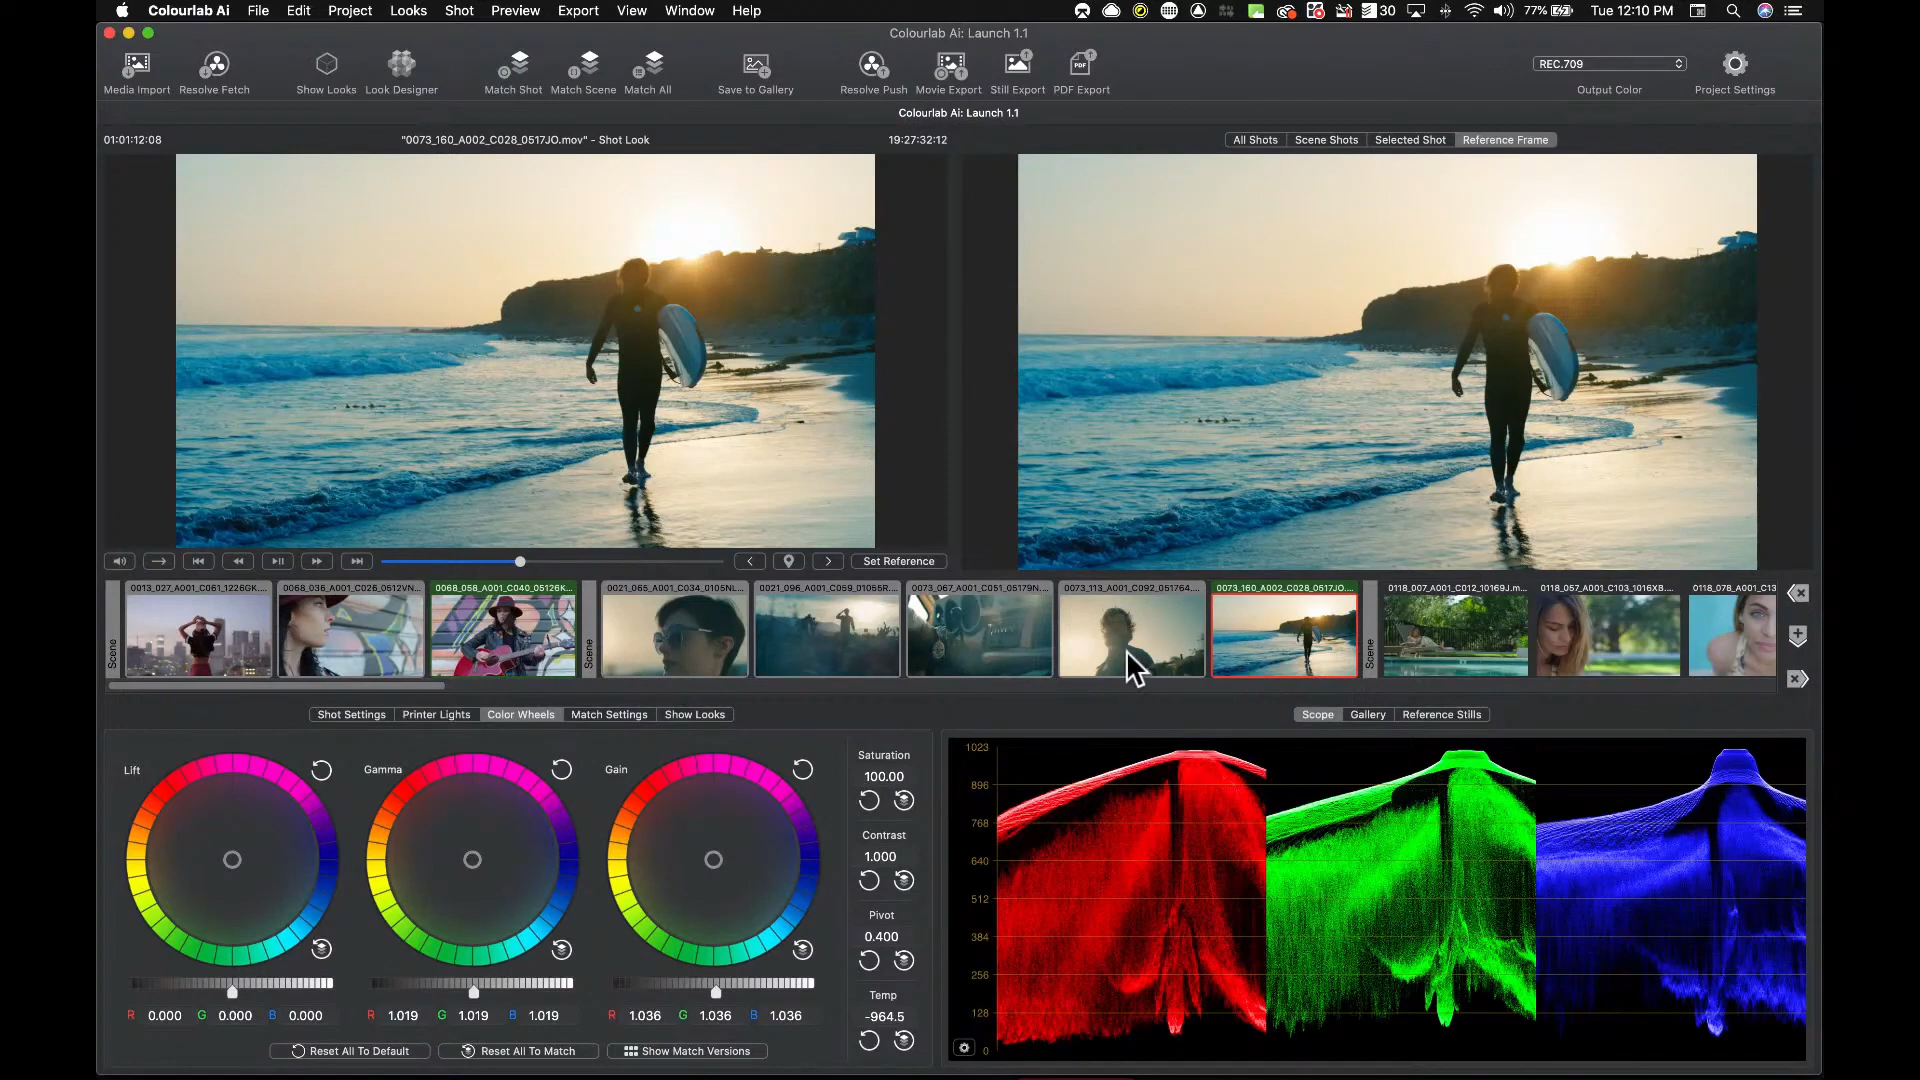 Colourlab Ai File Edit Project Looks Shot Preview Export View Window Help 30 77% Tue 12:10 PM
Colourlab Ai: Launch 1.1
Media Import Resolve Fetch Show Looks Look Designer Match Shot Match Scene Match All Save to Gallery Resolve Push Movie Export Still Export PDF Export Output Color Project Settings
REC.709
PDF
Colourlab Ai: Launch 1.1
01:01:12:08 "0073_160_A002_C028_0517JO.mov" - Shot Look 19:27:32:12 All Shots Scene Shots Selected Shot Reference Frame
Set Reference
0013_027_A001_C061_1226GK.... 0068_036_A001_C026_0512VN... 0068_058_A001_C040_05126K... 0021_065_A001_C034_0105NL... 0021_096_A001_C059_01055R... 0073_067_A001_C051_05179N... 0073_113_A001_C092_051764... 0073_160_A002_C028_0517JO.... 0118_007_A001_C012_10169J.m... 0118_057_A001_C103_1016XB... 0118_078_A001_C13
Scene Scene Scene
Shot Settings Printer Lights Color Wheels Match Settings Show Looks Scope Gallery Reference Stills
Lift Gamma Gain
Saturation
100.00
Contrast
1.000
Pivot
0.400
Temp
-964.5
R 0.000 G 0.000 B 0.000 R 1.019 G 1.019 B 1.019 R 1.036 G 1.036 B 1.036
Reset All To Default Reset All To Match Show Match Versions
1023
896
768
640
512
384
256
128
0